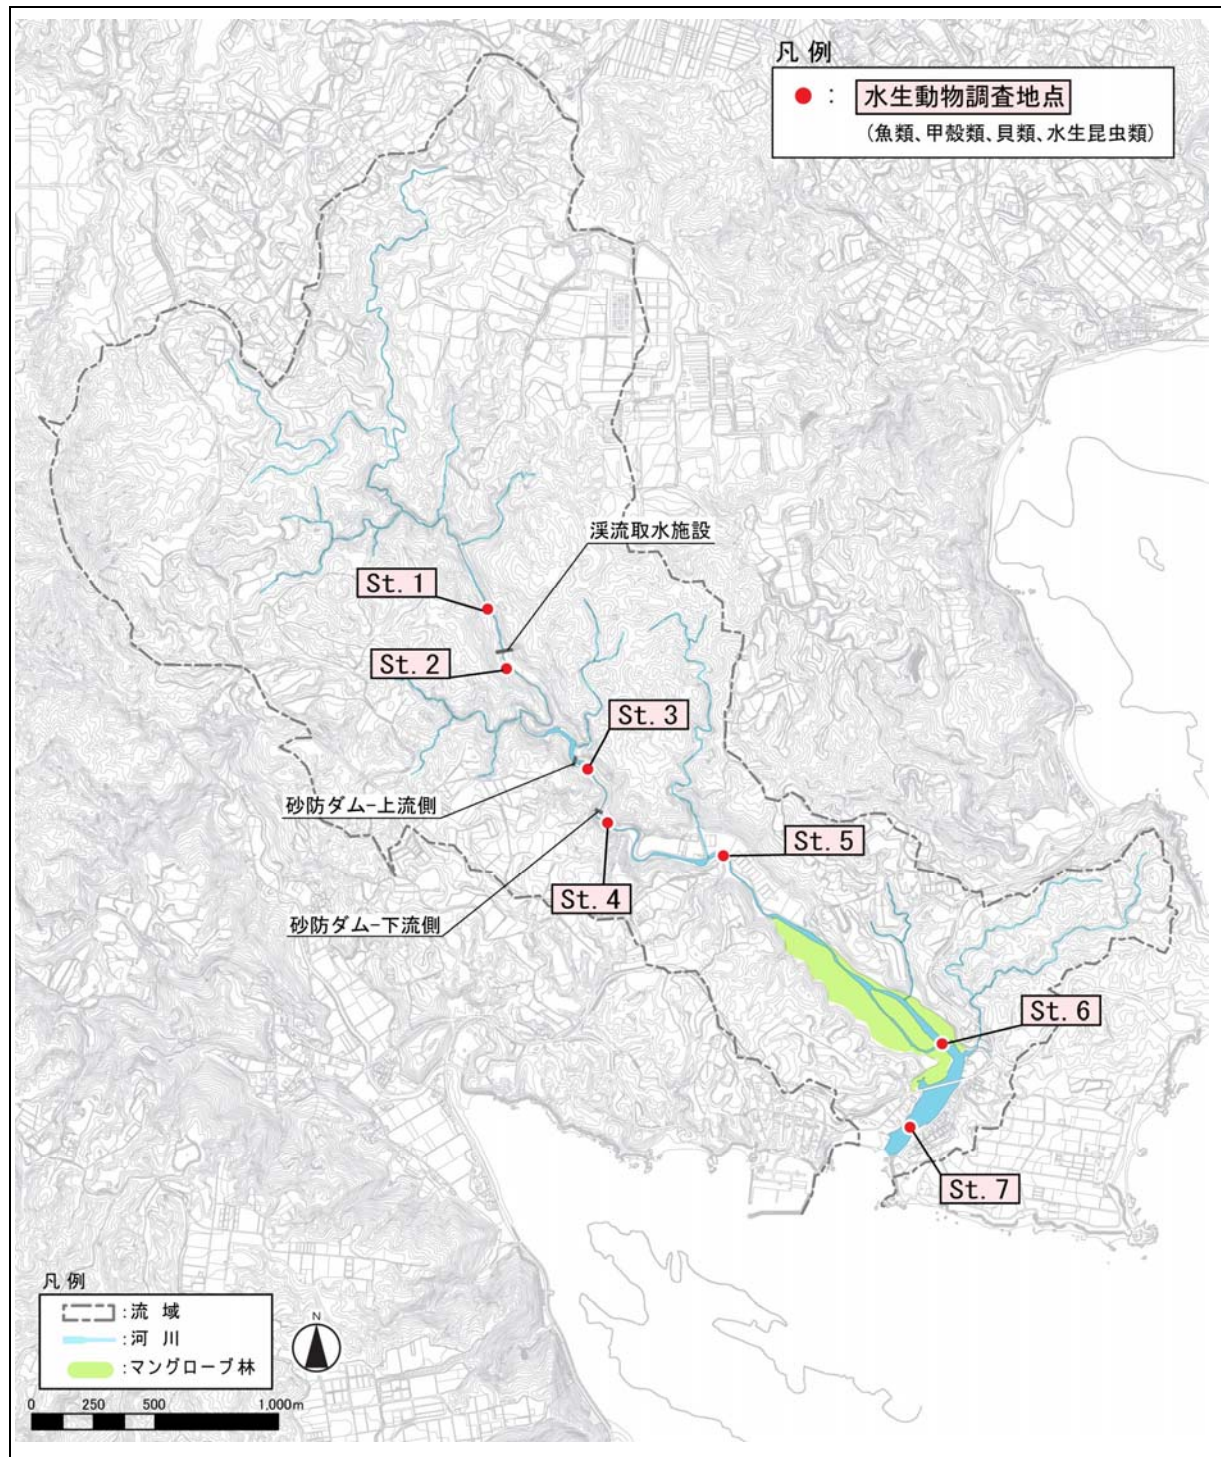 凡例
： 水生動物調査地点
（魚類、甲殻類、貝類、水生昆虫類）
渓流取水施設
St. 1
St. 2
St. 3
砂防ダム-上流側
St. 5
St. 4
砂防ダム-下流側
St. 6
St. 7
凡例
：流域
：河川
：マングローブ林
N
0 250 500 1,000m